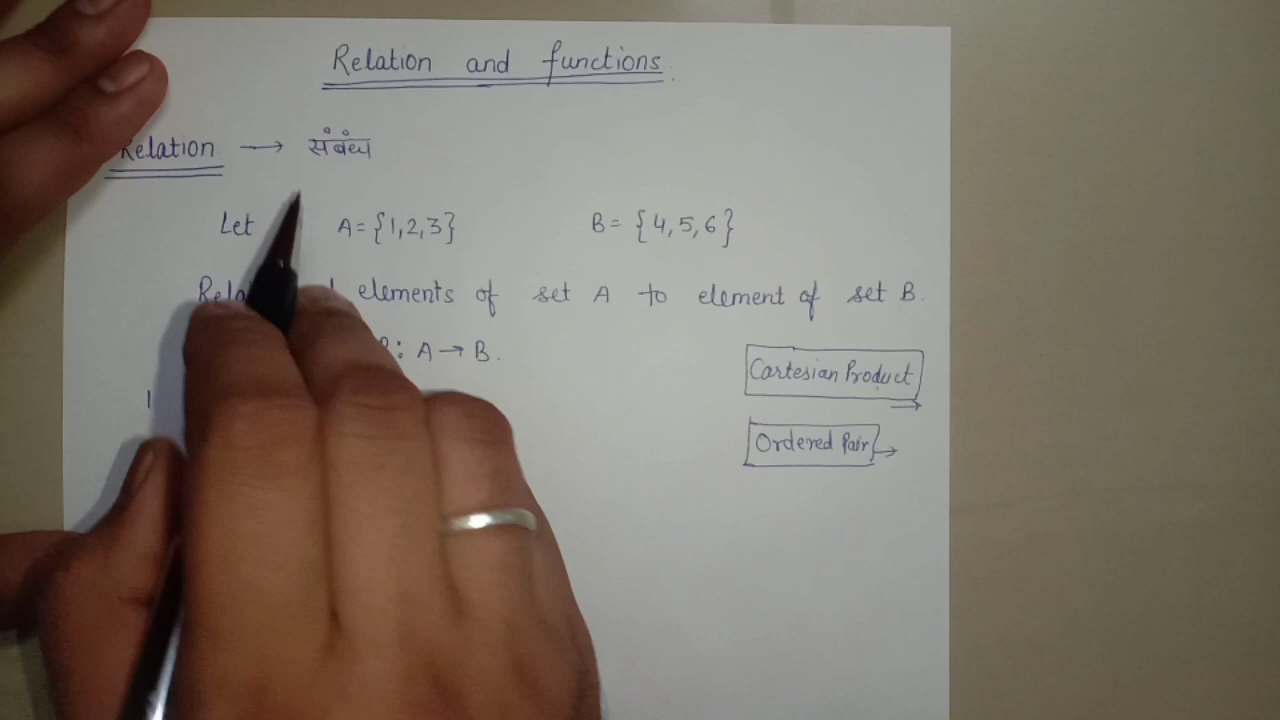 Relation and functions.
Relation → संबंध
Let A = {1,2,3} B = {4,5,6}
elements of set A to element of set B.
: A → B.
Cartesian Product →
Ordered Pair →